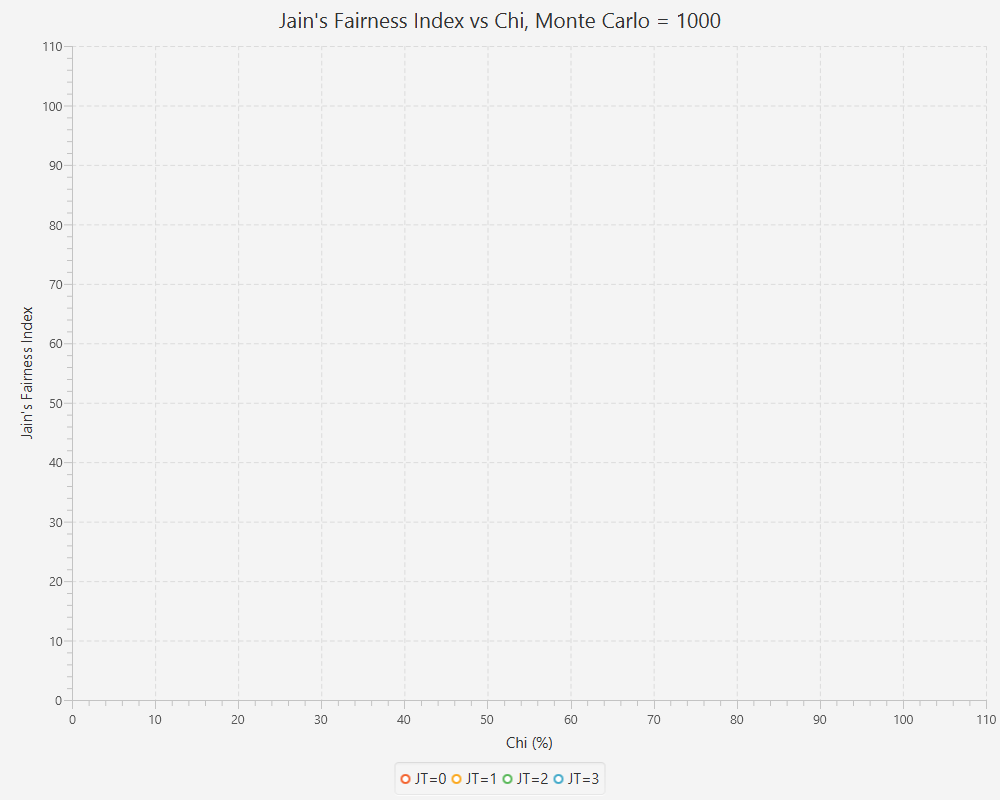 Jain's Fairness Index vs Chi, Monte Carlo = 1000
110
100
90
80
70
60
50
40
30
20
10
0
Jain's Fairness Index
0 10 20 30 40 50 60 70 80 90 100 110
Chi (%)
JT=0 JT=1 JT=2 JT=3